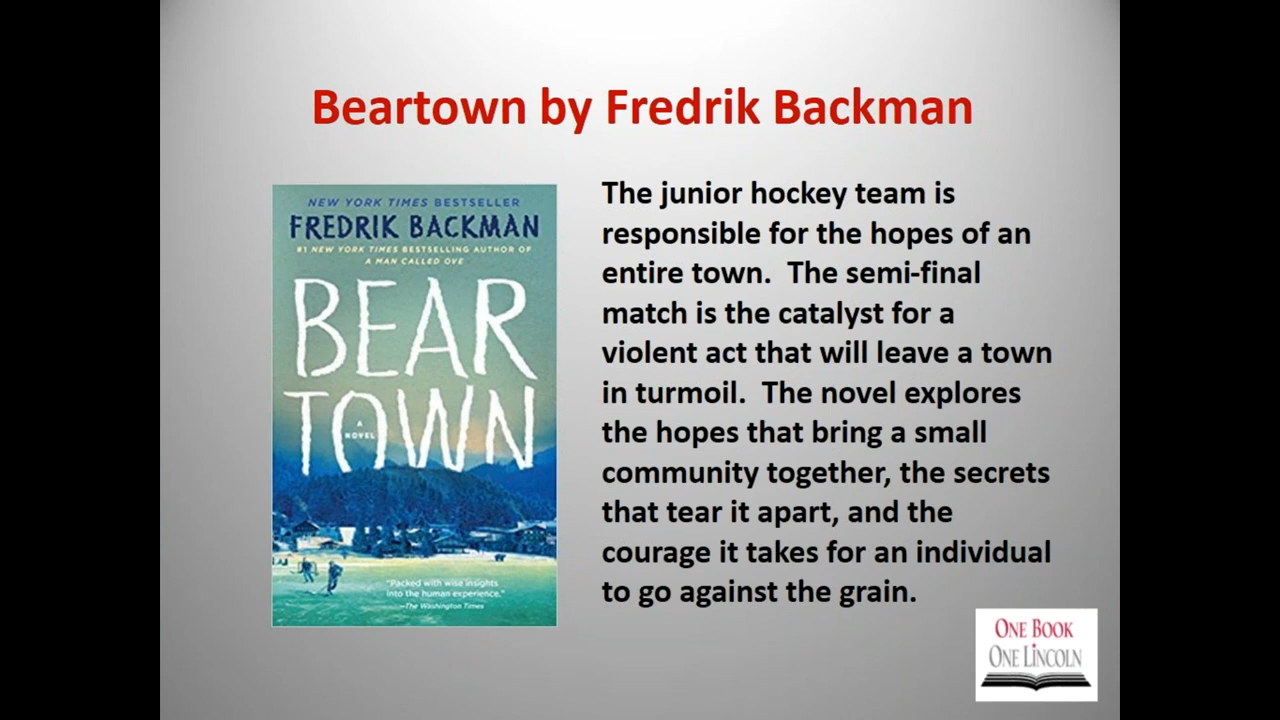 Beartown by Fredrik Backman
NEW YORK TIMES BESTSELLER
FREDRIK BACKMAN
#1 NEW YORK TIMES BESTSELLING AUTHOR OF
A MAN CALLED OVE
BEAR
TOWN
A
NOVEL
"Packed with wise insights
into the human experience."
—The Washington Times
The junior hockey team is
responsible for the hopes of an
entire town.  The semi-final
match is the catalyst for a
violent act that will leave a town
in turmoil.  The novel explores
the hopes that bring a small
community together, the secrets
that tear it apart, and the
courage it takes for an individual
to go against the grain.
ONE BOOK
ONE LINCOLN